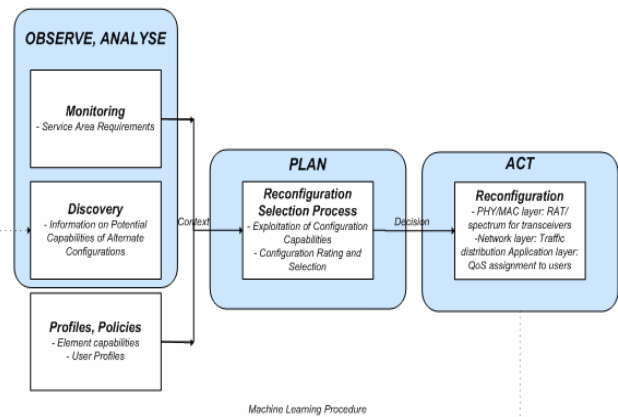 OBSERVE, ANALYSE
Monitoring
- Service Area Requirements
Discovery
- Information on Potential
Capabilities of Alternate
Configurations
Profiles, Policies
- Element capabilities
- User Profiles
Context
PLAN
Reconfiguration
Selection Process
- Exploitation of Configuration
Capabilities
- Configuration Rating and
Selection
Decision
ACT
Reconfiguration
- PHY/MAC layer: RAT/
spectrum for transceivers
-Network layer: Traffic
distribution Application layer:
QoS assignment to users
Machine Learning Procedure